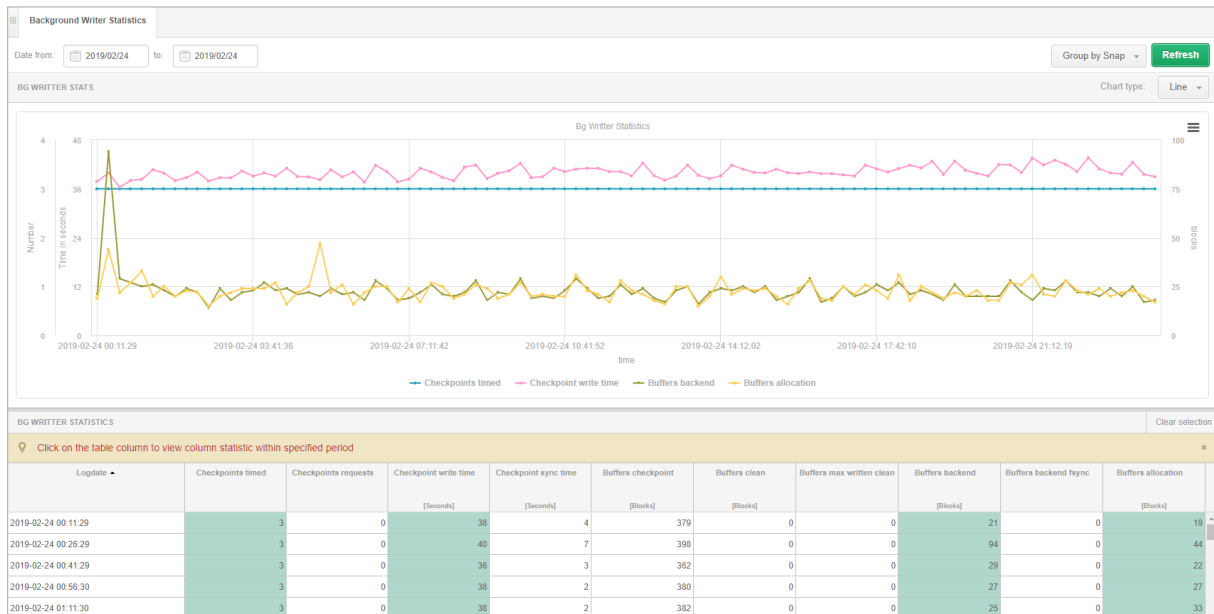 Background Writer Statistics
Date from: 2019/02/24 to: 2019/02/24 Group by Snap Refresh
BG WRITTER STATS Chart type: Line
Bg Writter Statistics
4 48 100
3 36 75
2 24 50
1 12 25
0 0 0
Number
Time in seconds
blocks
2019-02-24 00:11:29 2019-02-24 03:41:36 2019-02-24 07:11:42 2019-02-24 10:41:52 2019-02-24 14:12:02 2019-02-24 17:42:10 2019-02-24 21:12:19
time
Checkpoints timed Checkpoint write time Buffers backend Buffers allocation
BG WRITTER STATISTICS Clear selection
Click on the table column to view column statistic within specified period ×
Logdate Checkpoints timed Checkpoints requests Checkpoint write time Checkpoint sync time Buffers checkpoint Buffers clean Buffers max written clean Buffers backend Buffers backend fsync Buffers allocation
[Seconds] [Seconds] [Blocks] [Blocks] [Blocks] [Blocks]
2019-02-24 00:11:29 3 0 38 4 379 0 0 21 0 19
2019-02-24 00:26:29 3 0 40 7 398 0 0 94 0 44
2019-02-24 00:41:29 3 0 36 3 362 0 0 29 0 22
2019-02-24 00:56:30 3 0 38 2 380 0 0 27 0 27
2019-02-24 01:11:30 3 0 38 2 382 0 0 25 0 33